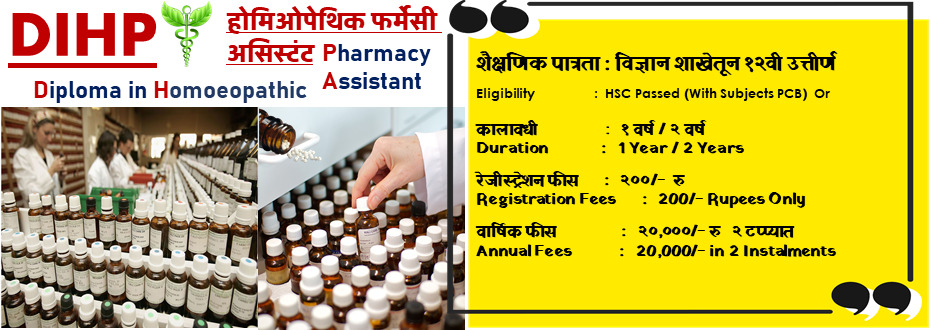 DIHP
होमिओपेथिक फर्मेसी
असिस्टंट Pharmacy
Assistant
Diploma in Homoeopathic
शैक्षणिक पात्रता : विज्ञान शाखेतून १२वी उत्तीर्ण
Eligibility : HSC Passed (With Subjects PCB) Or
कालावधी : १ वर्ष / २ वर्ष
Duration : 1 Year / 2 Years
रेजीस्ट्रेशन फीस : २००/- रु
Registration Fees : 200/- Rupees Only
वार्षिक फीस : २०,०००/- रु २ टप्प्यात
Annual Fees : 20,000/- in 2 Instalments